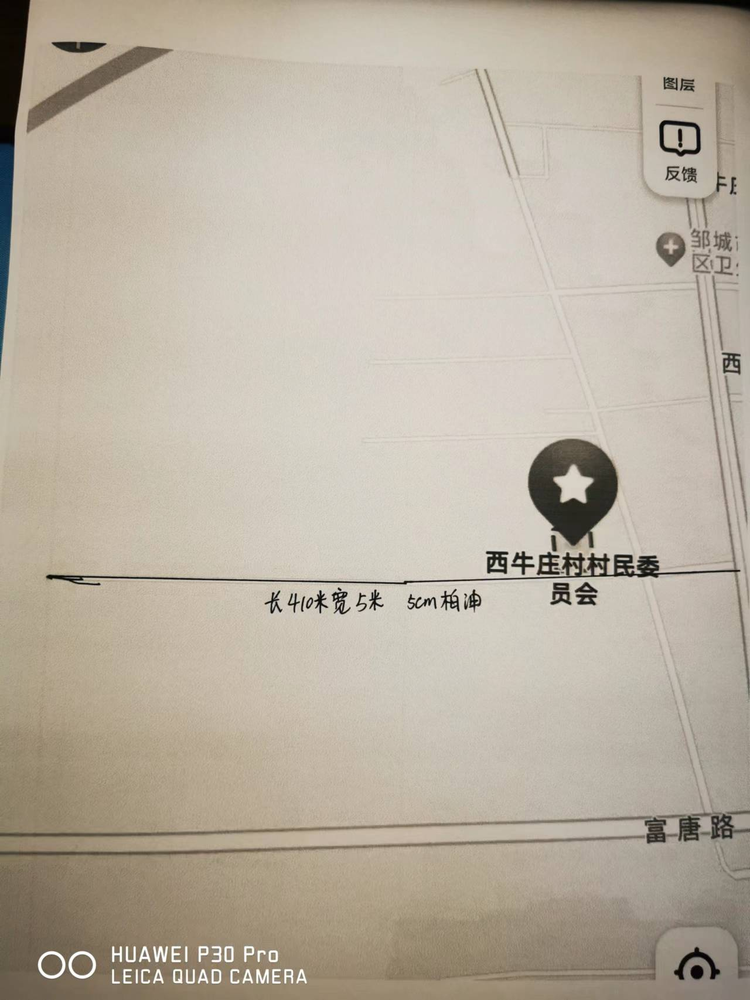 图层
反馈
牛庄
邹城
区卫
西
西牛庄村村民委
员会
长410米宽5米 5cm柏油
富唐路
HUAWEI P30 Pro
LEICA QUAD CAMERA